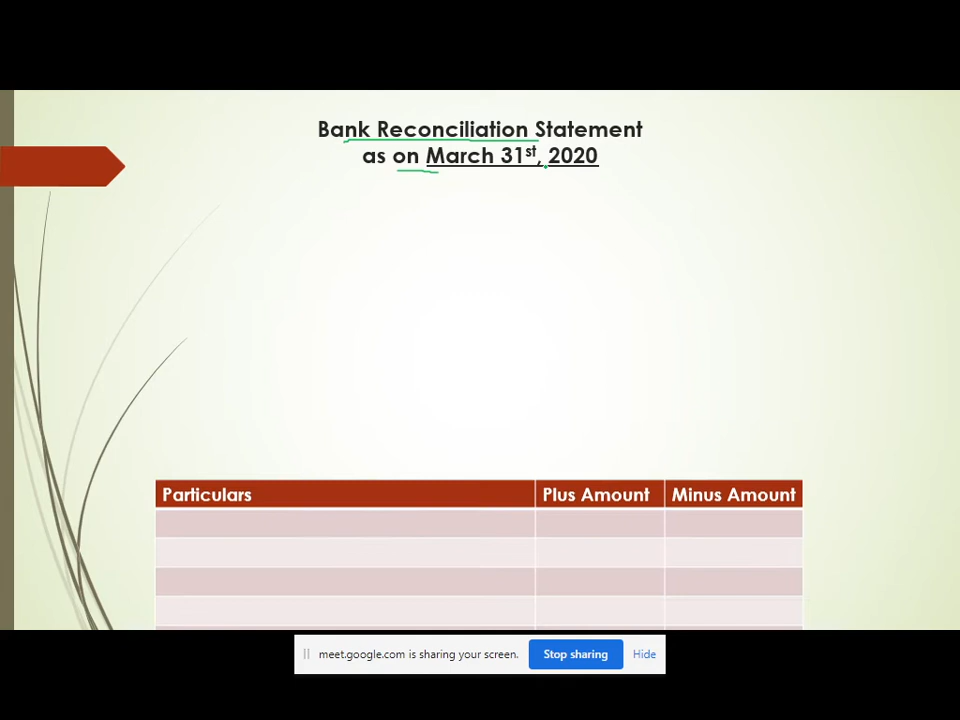 Bank Reconciliation Statement
as on March 31st, 2020
Particulars Plus Amount Minus Amount
meet.google.com is sharing your screen. Stop sharing Hide